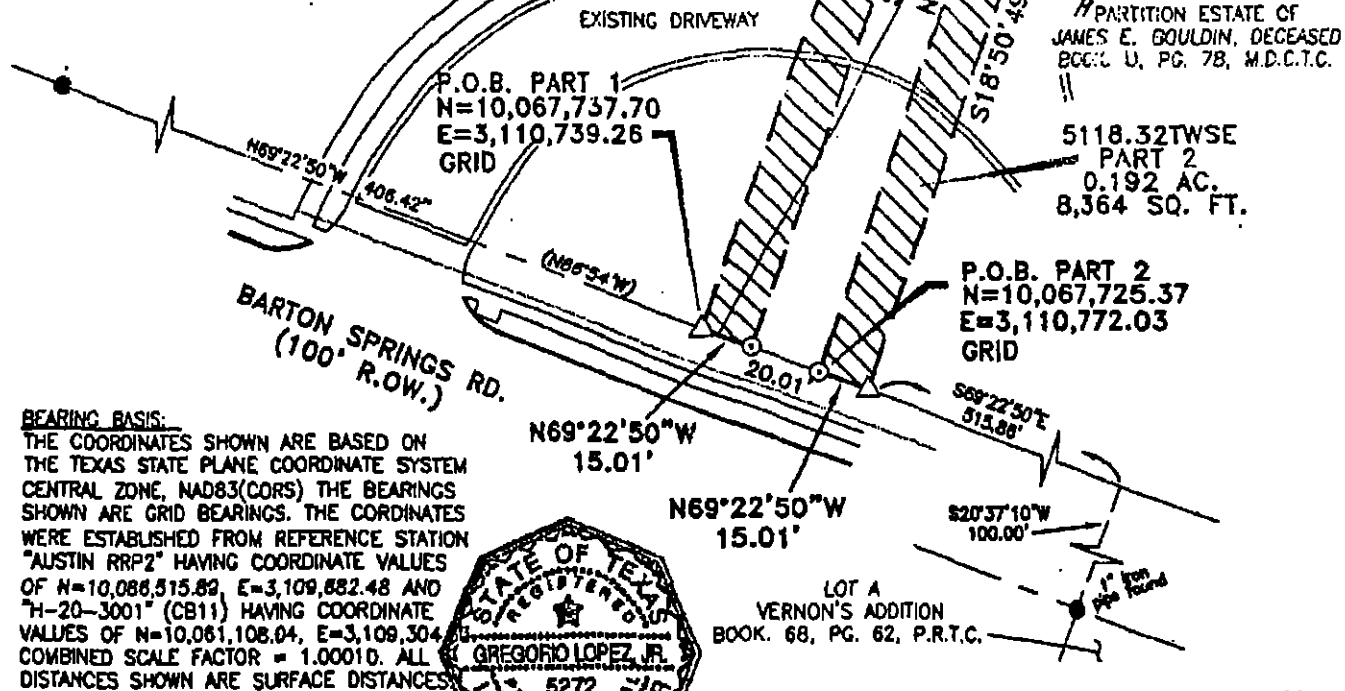 EXISTING DRIVEWAY
PARTITION ESTATE OF
JAMES E. GOULDIN, DECEASED
BOOK U, PG. 78, M.D.C.T.C.
P.O.B. PART 1
N=10,067,737.70
E=3,110,739.26
GRID
S18°50'49"
5118.32TWSE
PART 2
0.192 AC.
8,364 SQ. FT.
N69°22'50"W
406.42"
(N66°54'W)
P.O.B. PART 2
N=10,067,725.37
E=3,110,772.03
GRID
BARTON SPRINGS RD.
(100' R.OW.)
20.01
S69°22'50"E
515.86'
N69°22'50"W
15.01'
N69°22'50"W
15.01'
S20°37'10"W
100.00'
1" iron
pipe found
LOT A
VERNON'S ADDITION
BOOK. 68, PG. 62, P.R.T.C.
BEARING BASIS:
THE COORDINATES SHOWN ARE BASED ON
THE TEXAS STATE PLANE COORDINATE SYSTEM
CENTRAL ZONE, NAD83(CORS) THE BEARINGS
SHOWN ARE GRID BEARINGS. THE CORDINATES
WERE ESTABLISHED FROM REFERENCE STATION
"AUSTIN RRP2" HAVING COORDINATE VALUES
OF N=10,086,515.89, E=3,109,682.48 AND
"H-20-3001" (CB11) HAVING COORDINATE
VALUES OF N=10,061,108.04, E=3,109,304
COMBINED SCALE FACTOR = 1.00010. ALL
DISTANCES SHOWN ARE SURFACE DISTANCES
STATE OF TEXAS
REGISTERED
GREGORIO LOPEZ, JR.
5272